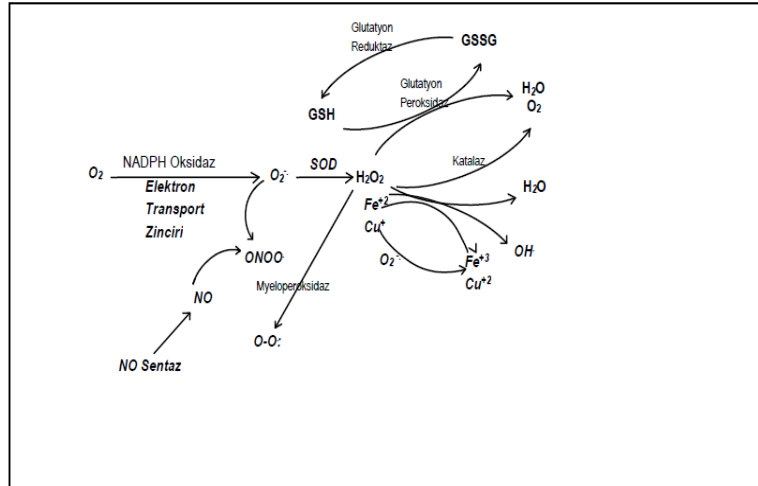 Glutatyon
Reduktaz
GSSG
GSH
Glutatyon
Peroksidaz
H₂O
O₂
O₂
NADPH Oksidaz
Elektron
Transport
Zinciri
O₂⁻·
SOD
H₂O₂
Katalaz
H₂O
Fe⁺²
Cu⁺
O₂⁻·
Fe⁺³
Cu⁺²
OH·
ONOO·
NO
NO Sentaz
Myeloperoksidaz
O-O: